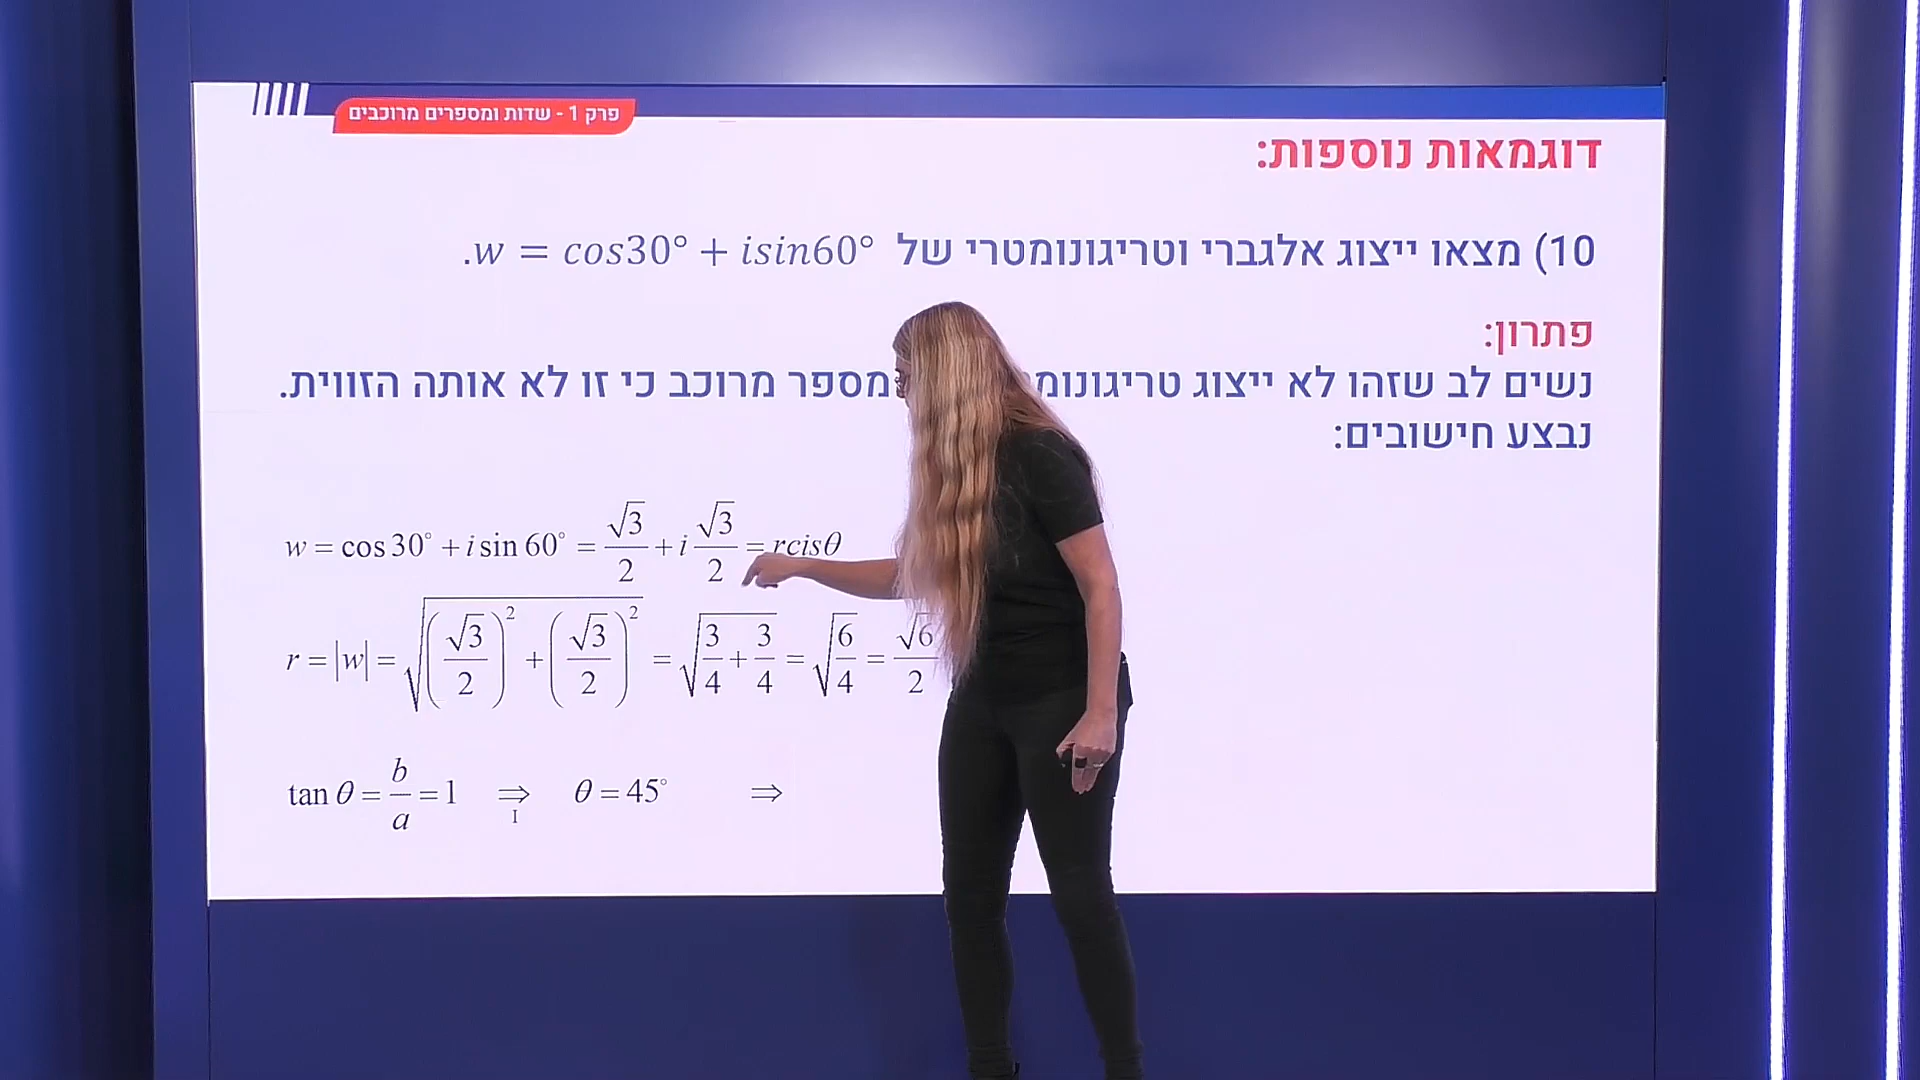 פרק 1 - שדות ומספרים מרוכבים
דוגמאות נוספות:
10) מצאו ייצוג אלגברי וטריגונומטרי של w = cos30° + isin60°.
פתרון:
נשים לב שזהו לא ייצוג מספר מרוכב כי זו לא אותה הזווית.
נבצע חישובים:
w = cos 30° + i sin 60° = √3/2 + i √3/2 = rcisθ
r = |w| = √((√3/2)² + (√3/2)²) = √(3/4 + 3/4) = √(6/4) = √6/2
tan θ = b/a = 1 ⇒ I θ = 45° ⇒